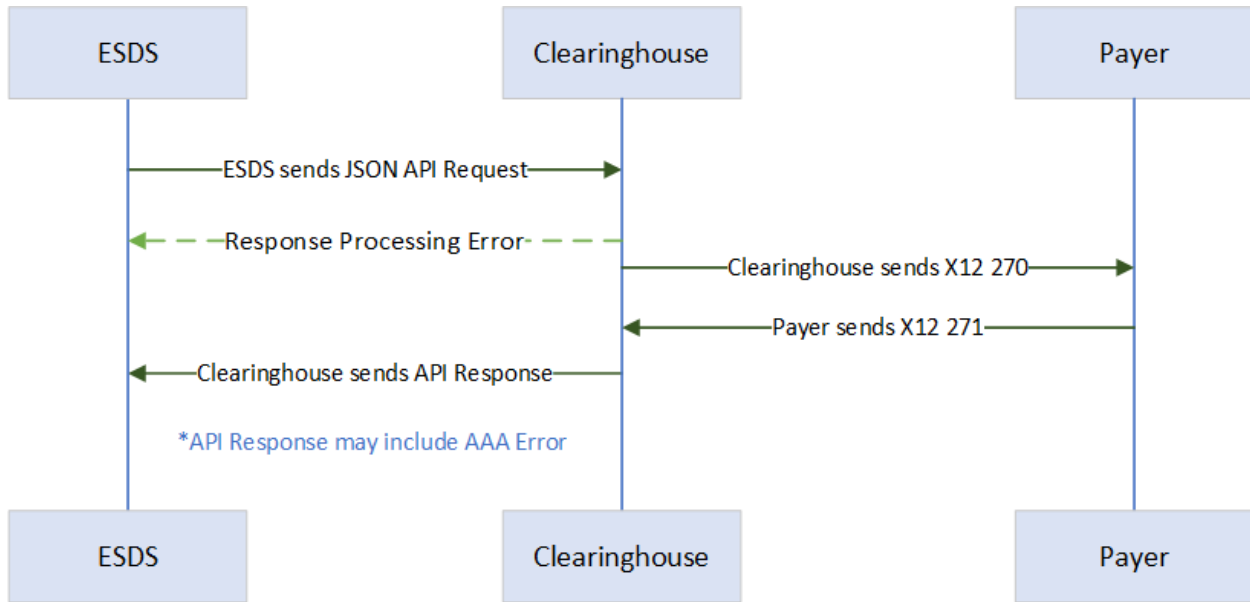 ESDS
Clearinghouse
Payer
ESDS sends JSON API Request
Response Processing Error
Clearinghouse sends X12 270
Payer sends X12 271
Clearinghouse sends API Response
*API Response may include AAA Error
ESDS
Clearinghouse
Payer